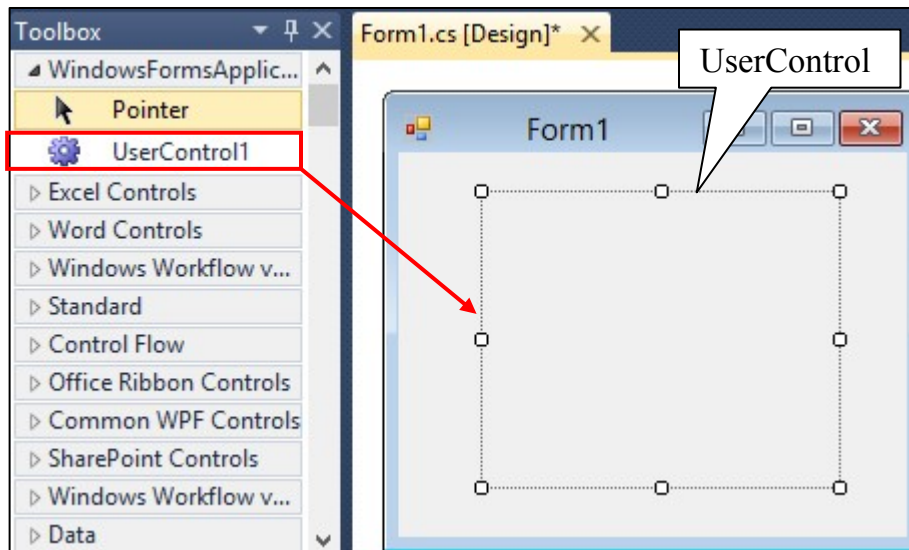 Toolbox
Form1.cs [Design]*
UserControl
WindowsFormsApplic...
Pointer
UserControl1
Excel Controls
Word Controls
Windows Workflow v...
Standard
Control Flow
Office Ribbon Controls
Common WPF Controls
SharePoint Controls
Windows Workflow v...
Data
Form1